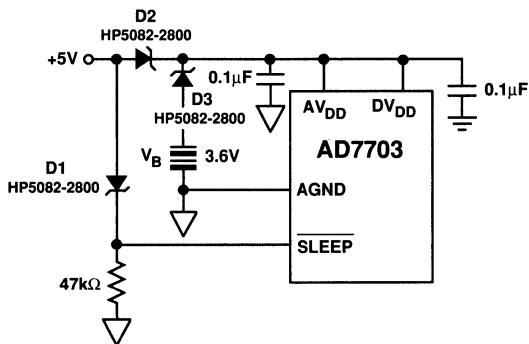 D2
HP5082-2800
+5V
0.1µF
D3
HP5082-2800
AVDD
DVDD
0.1µF
AD7703
D1
HP5082-2800
VB
3.6V
AGND
SLEEP
47kΩ